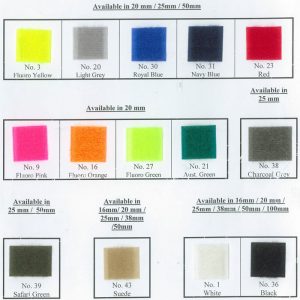 Available in 20 mm / 25mm / 50mm
No. 3
Fluoro Yellow
No. 20
Light Grey
No. 30
Royal Blue
No. 31
Navy Blue
No. 23
Red
Available in 20 mm
Available in
25 mm
No. 9
Fluoro Pink
No. 16
Fluoro Orange
No. 27
Fluoro Green
No. 21
Aust. Green
No. 38
Charcoal Grey
Available in
25 mm / 50mm
Available in
16mm/ 20 mm /
25mm / 38mm
/50mm
Available in 16mm/ 20 mm /
25mm / 38mm / 50mm / 100mm
No. 39
Safari Green
No. 43
Suede
No. 1
White
No. 36
Black